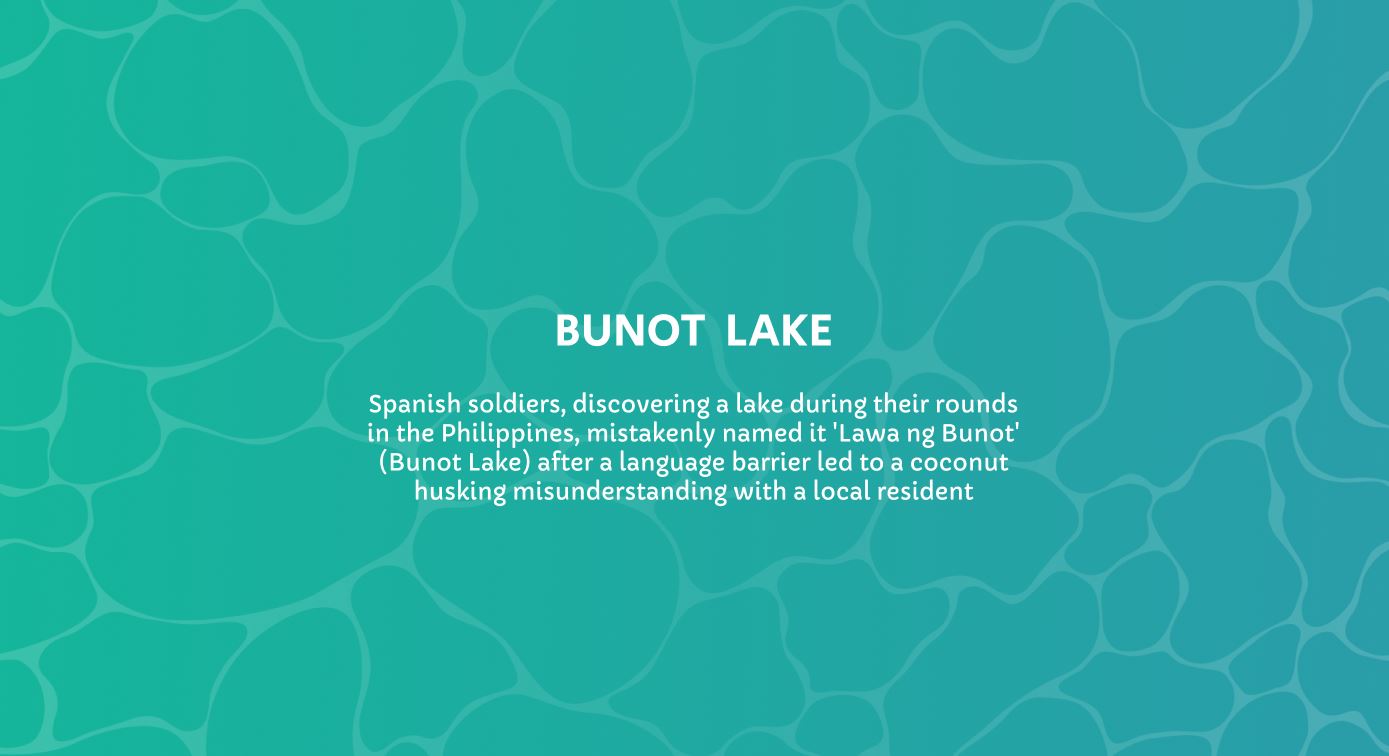 BUNOT LAKE
Spanish soldiers, discovering a lake during their rounds
in the Philippines, mistakenly named it 'Lawa ng Bunot'
(Bunot Lake) after a language barrier led to a coconut
husking misunderstanding with a local resident